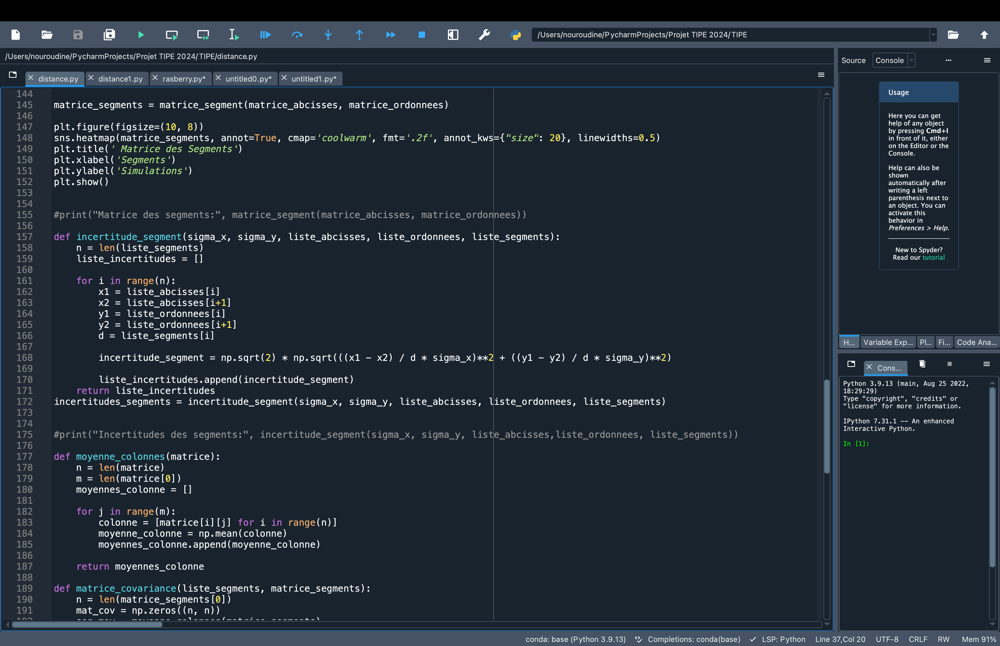 /Users/nouroudine/PycharmProjects/Projet TIPE 2024/TIPE
/Users/nouroudine/PycharmProjects/Projet TIPE 2024/TIPE/distance.py
distance.py distance1.py rasberry.py* untitled0.py* untitled1.py*
144
145 matrice_segments = matrice_segment(matrice_abcisses, matrice_ordonnees)
146
147 plt.figure(figsize=(10, 8))
148 sns.heatmap(matrice_segments, annot=True, cmap='coolwarm', fmt='.2f', annot_kws={"size": 20}, linewidths=0.5)
149 plt.title(' Matrice des Segments')
150 plt.xlabel('Segments')
151 plt.ylabel('Simulations')
152 plt.show()
153
154
155 #print("Matrice des segments:", matrice_segment(matrice_abcisses, matrice_ordonnees))
156
157 def incertitude_segment(sigma_x, sigma_y, liste_abcisses, liste_ordonnees, liste_segments):
158     n = len(liste_segments)
159     liste_incertitudes = []
160
161     for i in range(n):
162         x1 = liste_abcisses[i]
163         x2 = liste_abcisses[i+1]
164         y1 = liste_ordonnees[i]
165         y2 = liste_ordonnees[i+1]
166         d = liste_segments[i]
167
168         incertitude_segment = np.sqrt(2) * np.sqrt(((x1 - x2) / d * sigma_x)**2 + ((y1 - y2) / d * sigma_y)**2)
169
170         liste_incertitudes.append(incertitude_segment)
171     return liste_incertitudes
172 incertitudes_segments = incertitude_segment(sigma_x, sigma_y, liste_abcisses, liste_ordonnees, liste_segments)
173
174
175 #print("Incertitudes des segments:", incertitude_segment(sigma_x, sigma_y, liste_abcisses,liste_ordonnees, liste_segments))
176
177 def moyenne_colonnes(matrice):
178     n = len(matrice)
179     m = len(matrice[0])
180     moyennes_colonne = []
181
182     for j in range(m):
183         colonne = [matrice[i][j] for i in range(n)]
184         moyenne_colonne = np.mean(colonne)
185         moyennes_colonne.append(moyenne_colonne)
186
187     return moyennes_colonne
188
189 def matrice_covariance(liste_segments, matrice_segments):
190     n = len(matrice_segments[0])
191     mat_cov = np.zeros((n, n))
Source Console
Usage
Here you can get
help of any object
by pressing Cmd+I
in front of it, either
on the Editor or the
Console.
Help can also be
shown
automatically after
writing a left
parenthesis next to
an object. You can
activate this
behavior in
Preferences > Help.
New to Spyder?
Read our tutorial
H... Variable Exp... Pl... Fi... Code Ana...
Cons...
Python 3.9.13 (main, Aug 25 2022,
18:29:29)
Type "copyright", "credits" or
"license" for more information.
IPython 7.31.1 -- An enhanced
Interactive Python.
In [1]:
conda: base (Python 3.9.13) Completions: conda(base) LSP: Python Line 37,Col 20 UTF-8 CRLF RW Mem 91%